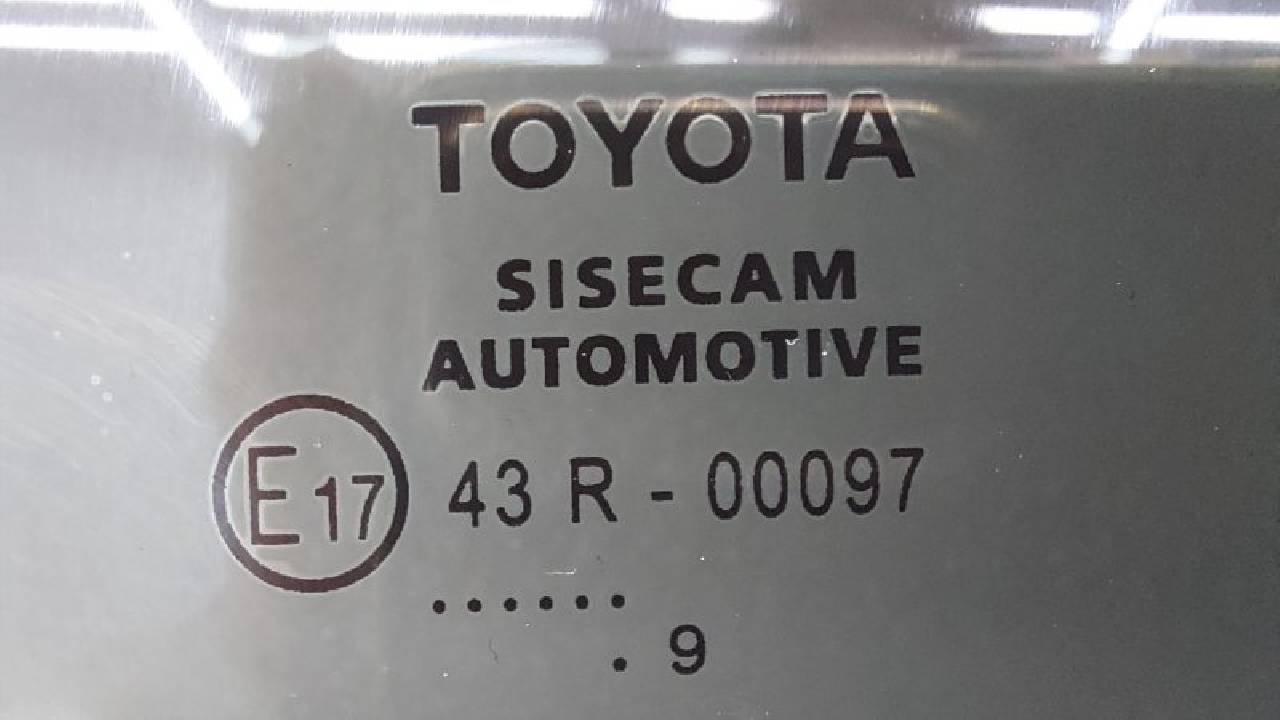 TOYOTA
SISECAM
AUTOMOTIVE
E17 43 R - 00097
......
. 9